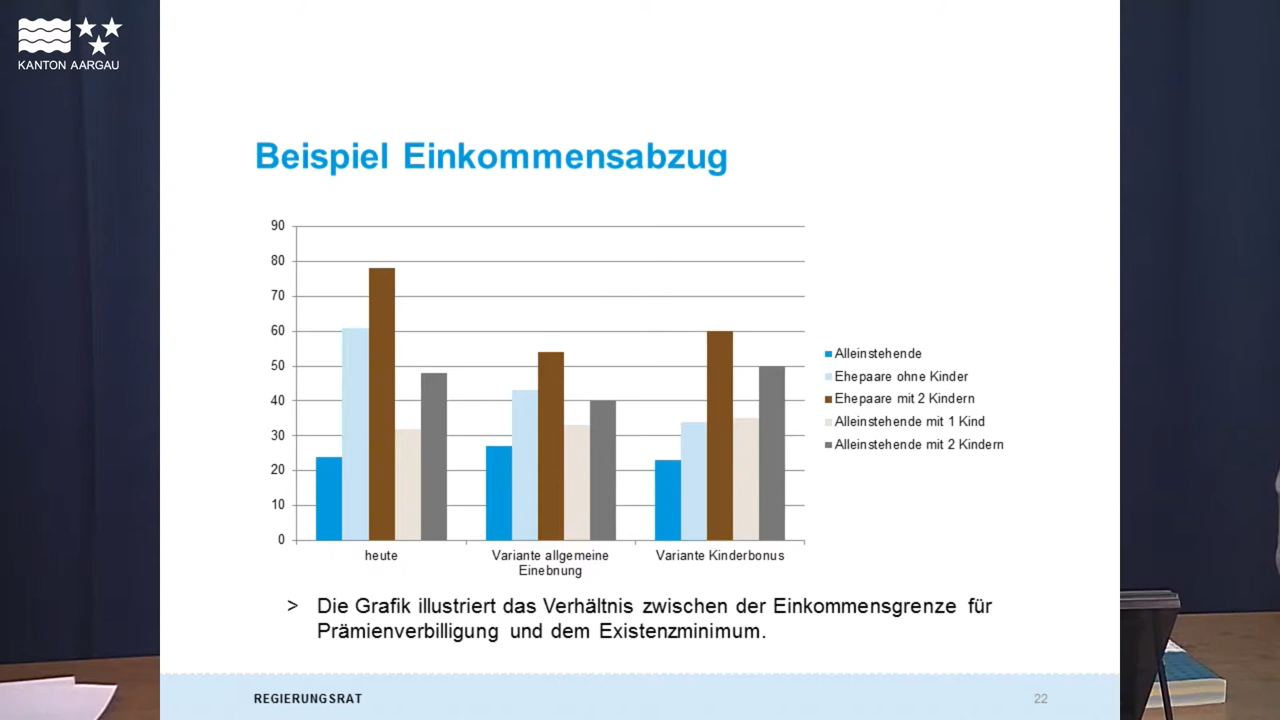 KANTON AARGAU
Beispiel Einkommensabzug
90
80
70
60
50
40
30
20
10
0
heute
Variante allgemeine
Einebnung
Variante Kinderbonus
Alleinstehende
Ehepaare ohne Kinder
Ehepaare mit 2 Kindern
Alleinstehende mit 1 Kind
Alleinstehende mit 2 Kindern
> Die Grafik illustriert das Verhältnis zwischen der Einkommensgrenze für
Prämienverbilligung und dem Existenzminimum.
REGIERUNGSRAT
22